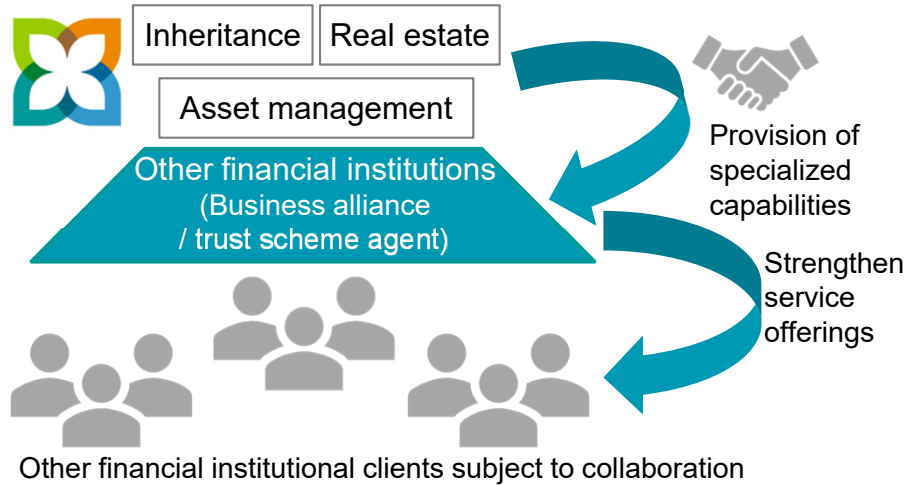 Inheritance
Real estate
Asset management
Other financial institutions
(Business alliance
/ trust scheme agent)
Provision of
specialized
capabilities
Strengthen
service
offerings
Other financial institutional clients subject to collaboration